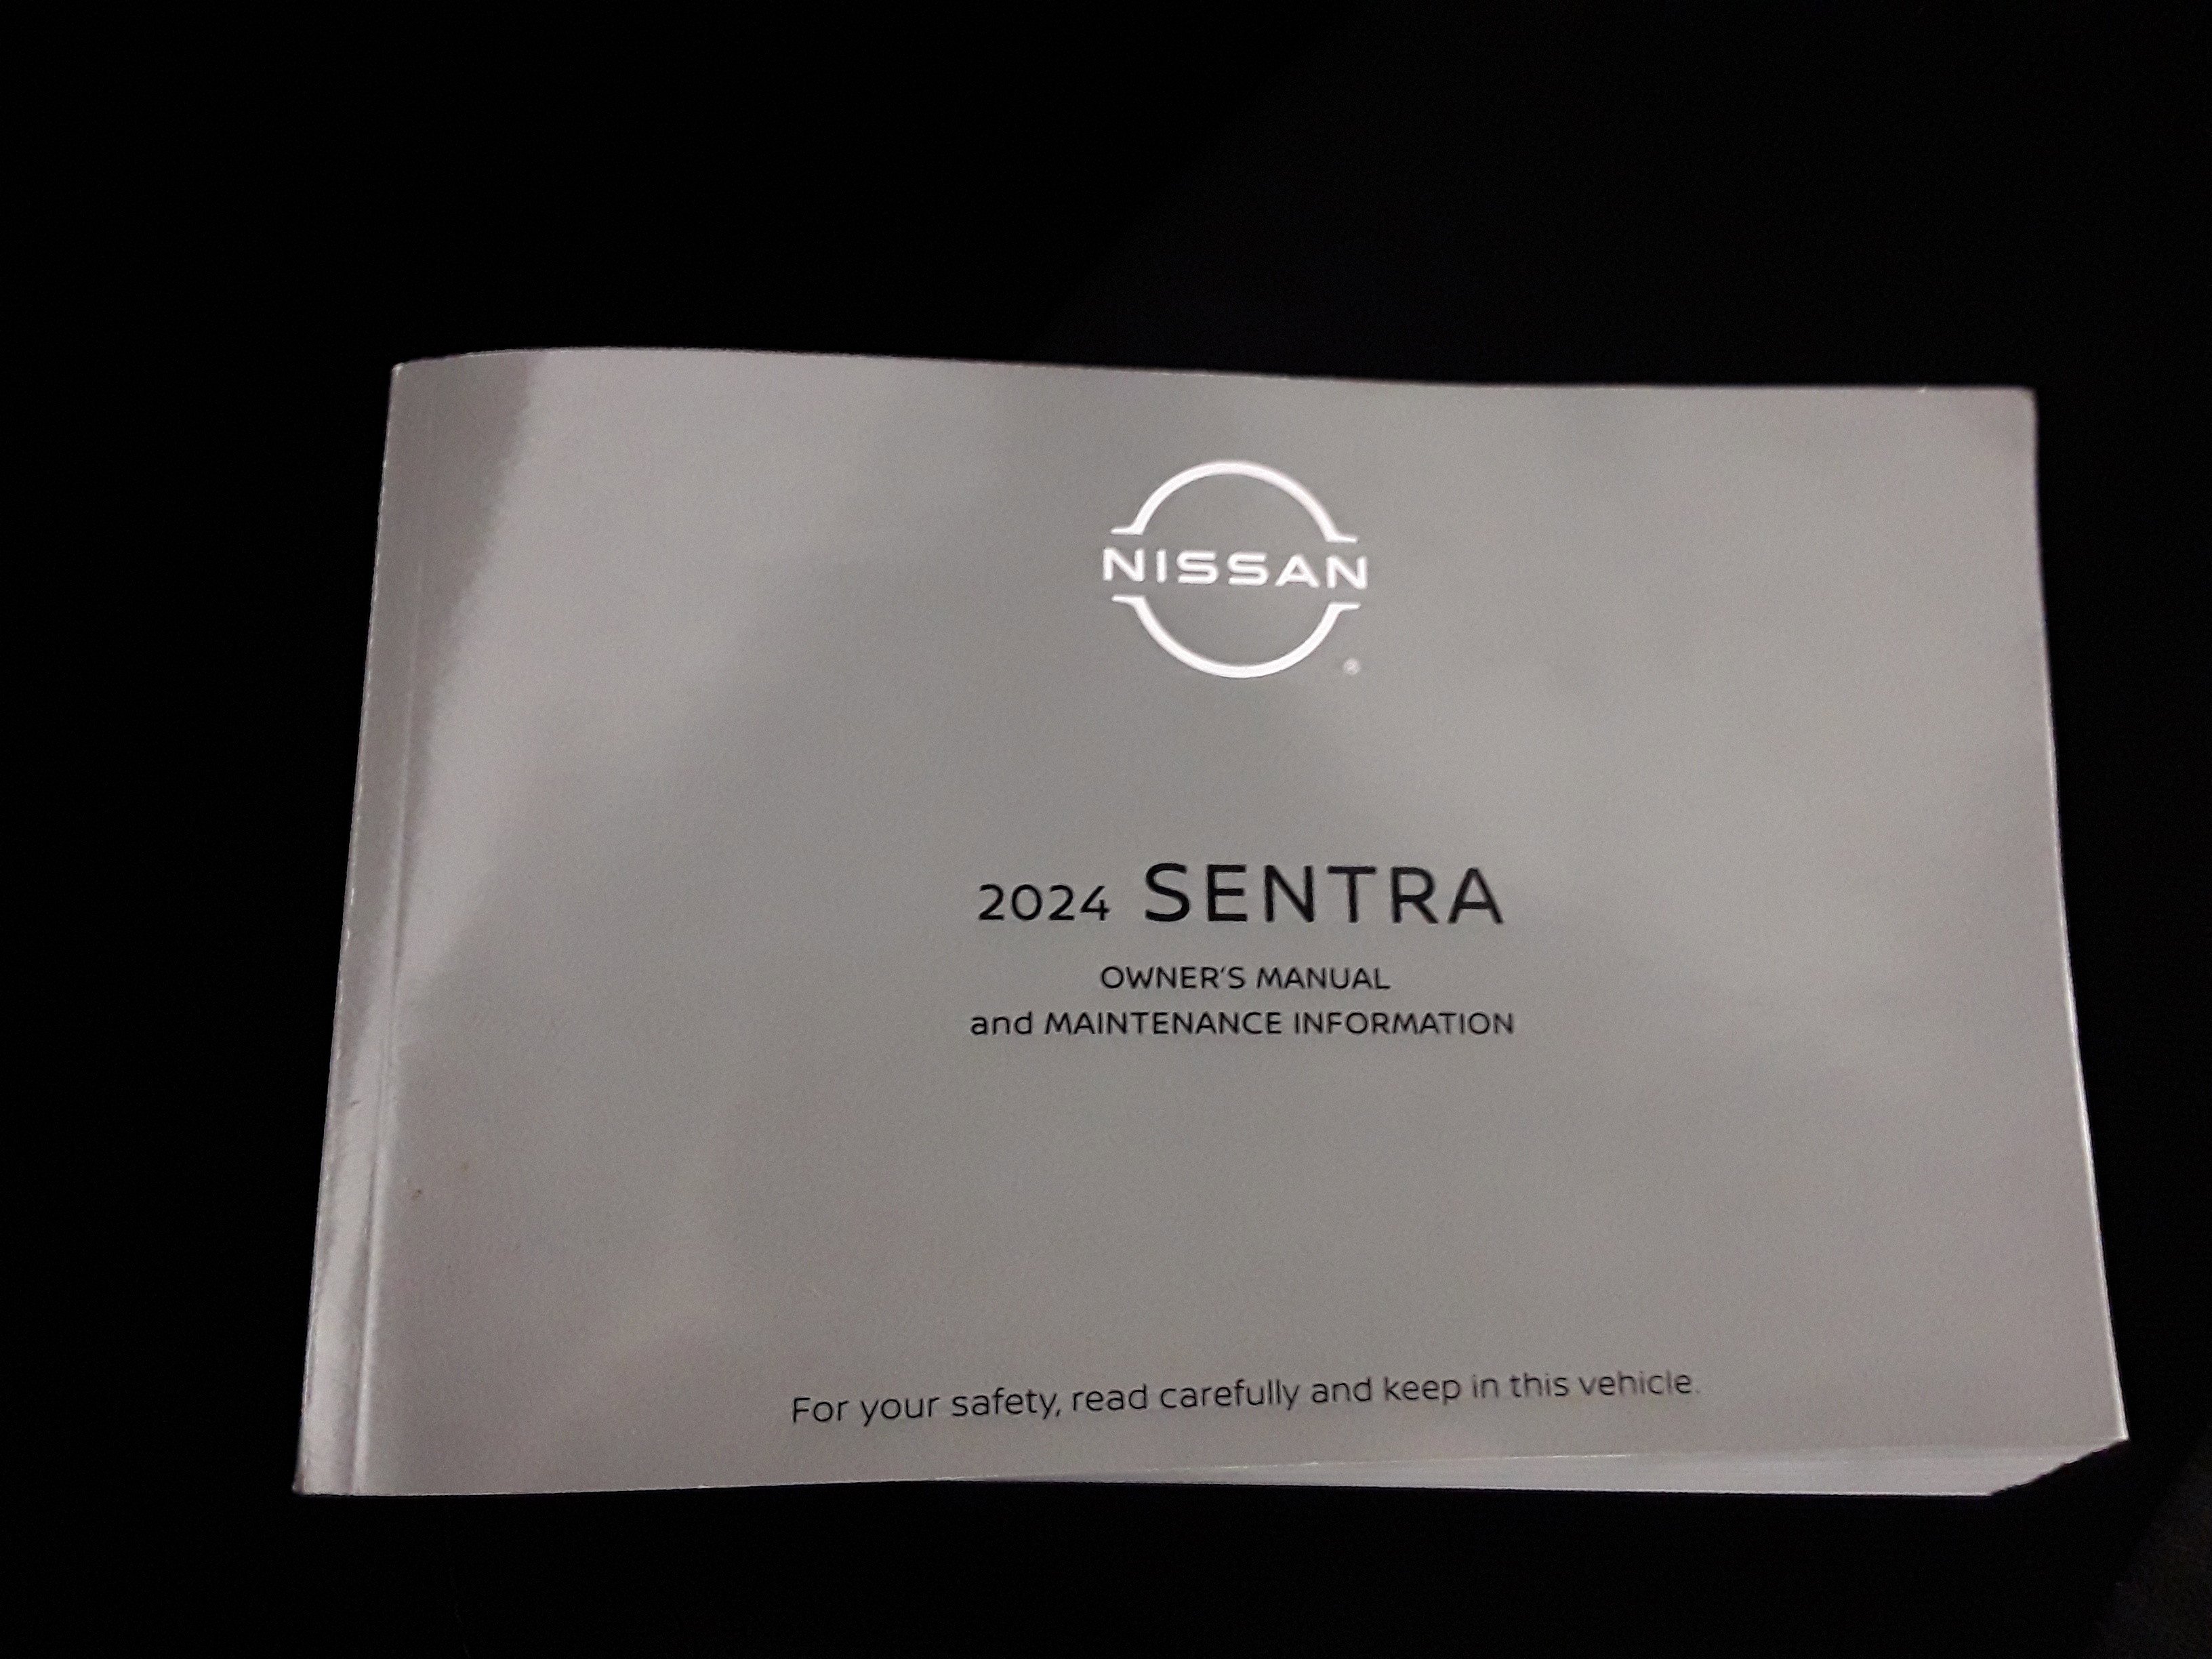 NISSAN
®
2024 SENTRA
OWNER'S MANUAL
and MAINTENANCE INFORMATION
For your safety, read carefully and keep in this vehicle.